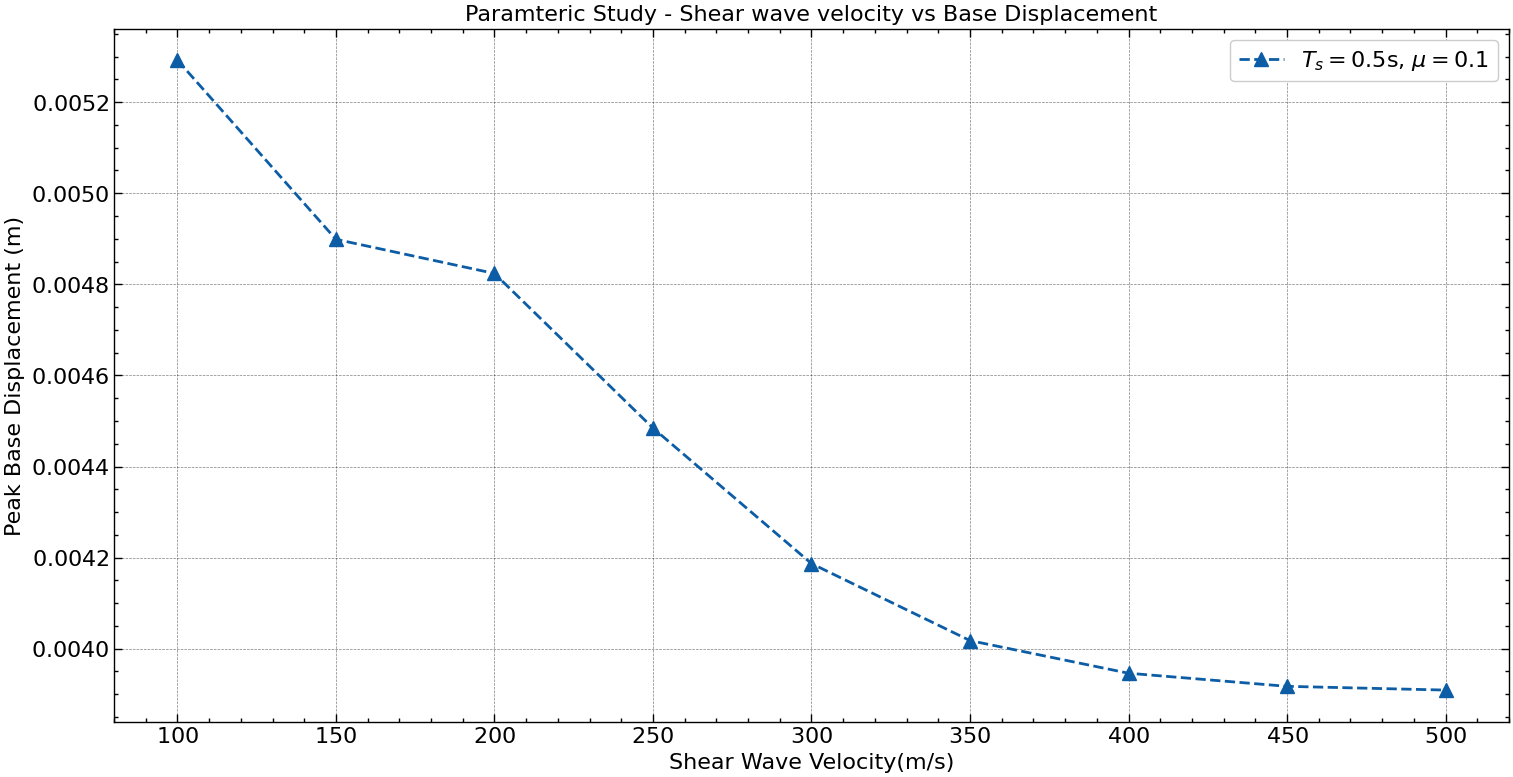 Paramteric Study - Shear wave velocity vs Base Displacement
T_s = 0.5s, μ = 0.1
Peak Base Displacement (m)
0.0052
0.0050
0.0048
0.0046
0.0044
0.0042
0.0040
100 150 200 250 300 350 400 450 500
Shear Wave Velocity(m/s)